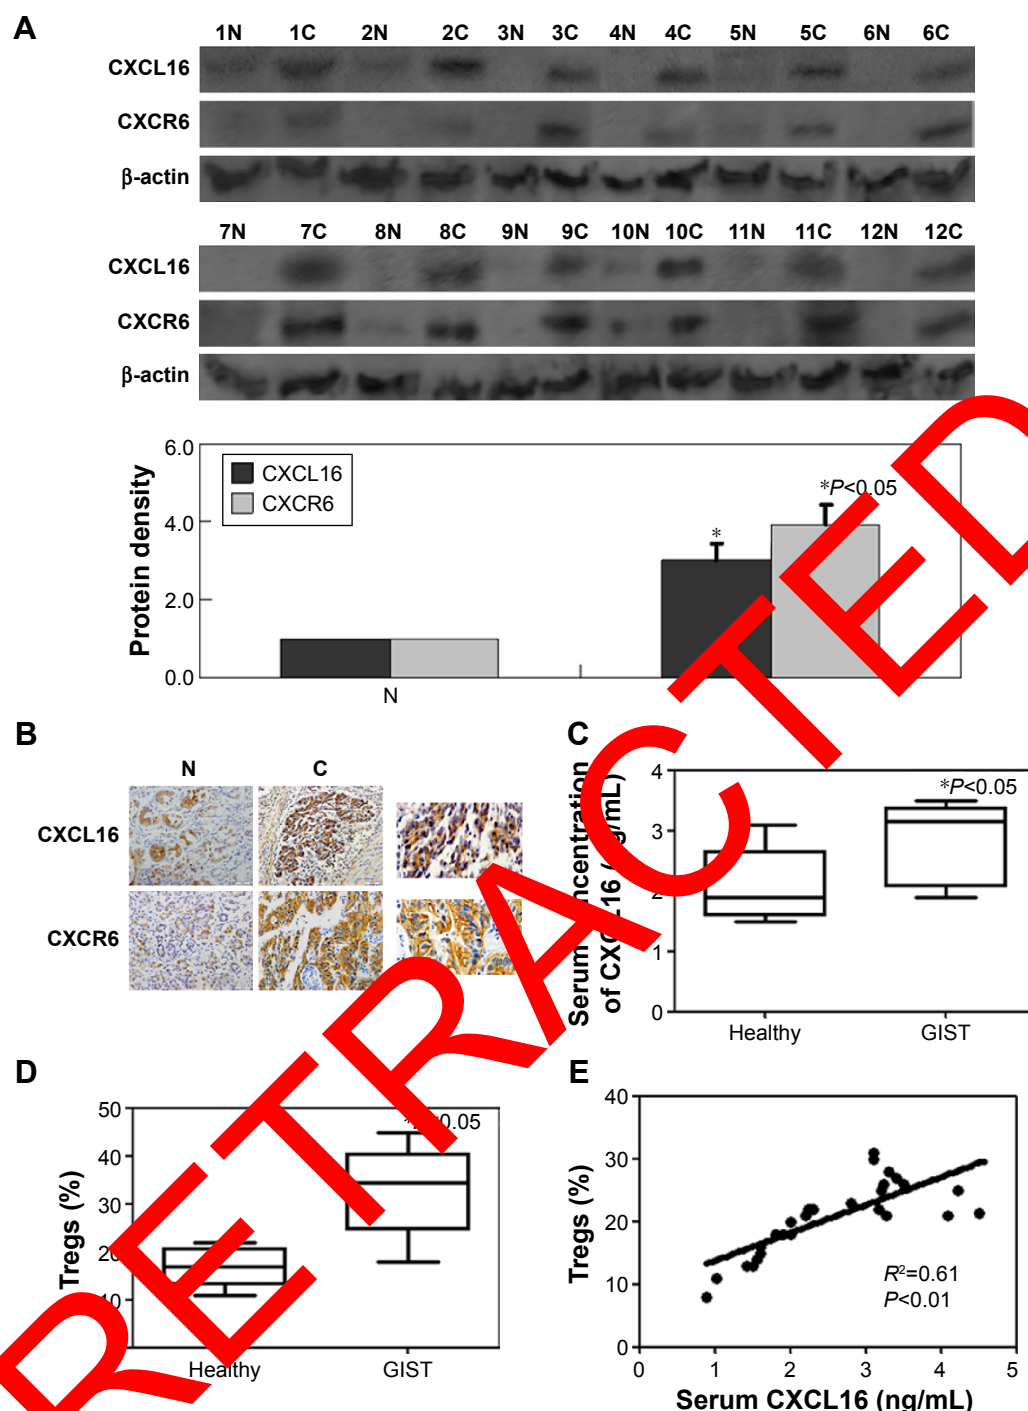 A
1N 1C 2N 2C 3N 3C 4N 4C 5N 5C 6N 6C
CXCL16
CXCR6
β-actin
7N 7C 8N 8C 9N 9C 10N 10C 11N 11C 12N 12C
CXCL16
CXCR6
β-actin
Protein density
6.0
4.0
2.0
0.0
CXCL16
CXCR6
*
*P<0.05
N
B
N C
CXCL16
CXCR6
C
Serum
of CXCL16
4
3
1
0
*P<0.05
Healthy GIST
D
Tregs (%)
50
40
30
Healthy GIST
E
Tregs (%)
40
30
20
10
0
R²=0.61
P<0.01
0 1 2 3 4 5
Serum CXCL16 (ng/mL)
RETRACTED